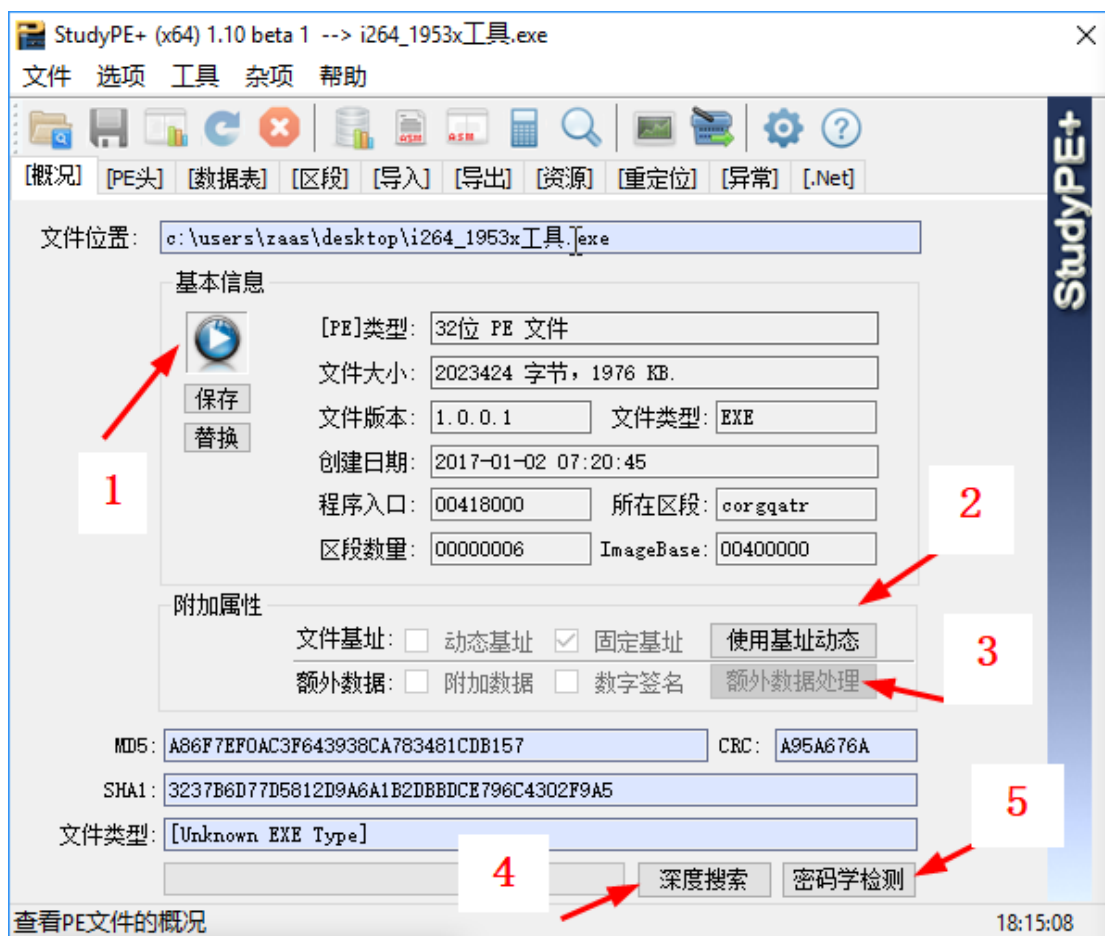 StudyPE+ (x64) 1.10 beta 1 --> i264_1953x工具.exe
文件 选项 工具 杂项 帮助
ASM ASM
[概况] [PE头] [数据表] [区段] [导入] [导出] [资源] [重定位] [异常] [.Net]
StudyPE+
文件位置: c:\users\zaas\desktop\i264_1953x工具.exe
基本信息
[PE]类型: 32位 PE 文件
文件大小: 2023424 字节，1976 KB.
保存
文件版本: 1.0.0.1 文件类型: EXE
替换
创建日期: 2017-01-02 07:20:45
1
程序入口: 00418000 所在区段: corgqatr
2
区段数量: 00000006 ImageBase: 00400000
附加属性
文件基址: 动态基址 固定基址 使用基址动态
3
额外数据: 附加数据 数字签名 额外数据处理
MD5: A86F7EF0AC3F643938CA783481CDB157 CRC: A95A676A
SHA1: 3237B6D77D5812D9A6A1B2DBBDCE796C4302F9A5
5
文件类型: [Unknown EXE Type]
4
深度搜索 密码学检测
查看PE文件的概况 18:15:08